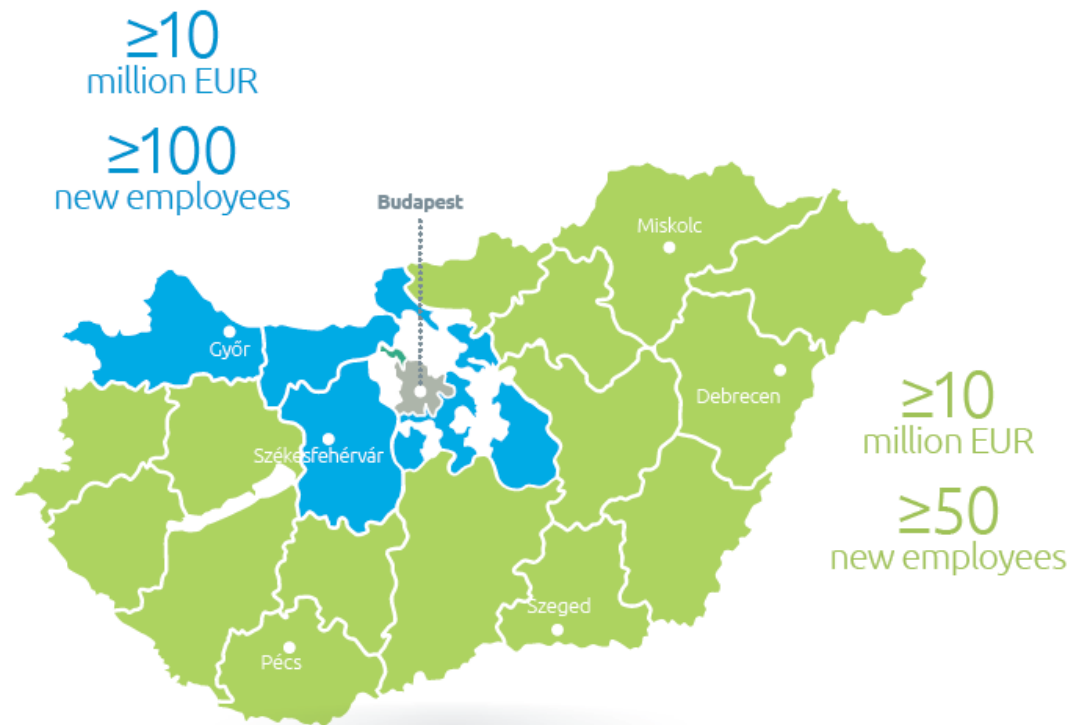 ≥10
million EUR
≥100
new employees
Budapest
Miskolc
Győr
Debrecen
Székesfehérvár
≥10
million EUR
≥50
new employees
Szeged
Pécs